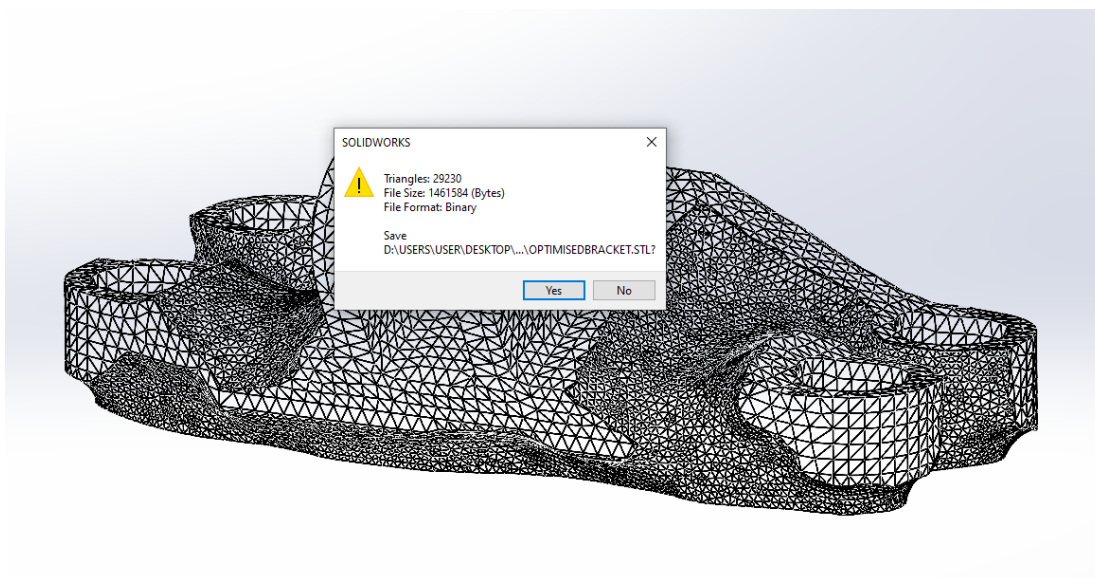 SOLIDWORKS
Triangles: 29230
File Size: 1461584 (Bytes)
File Format: Binary
Save
D:\USERS\USER\DESKTOP\...\OPTIMISEDBRACKET.STL?
Yes No